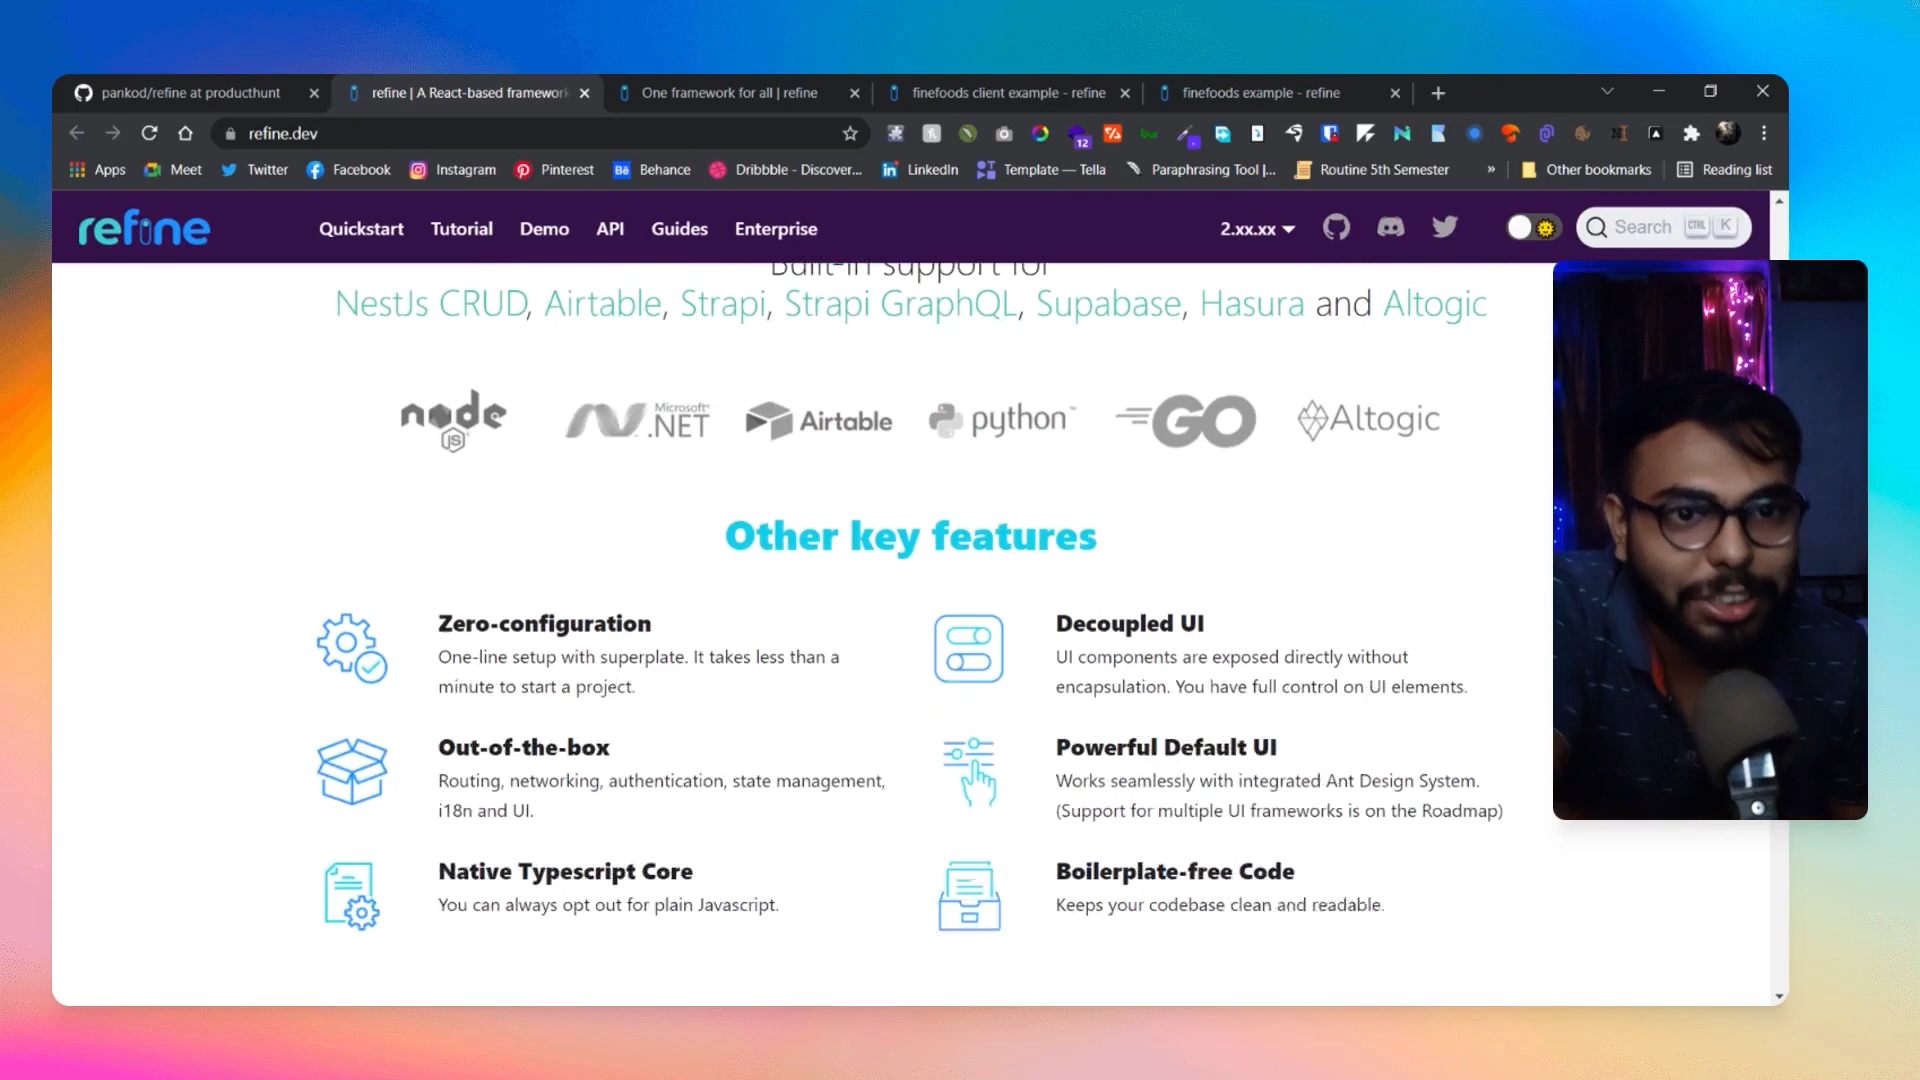 pankod/refine at producthunt
refine | A React-based framework
One framework for all | refine
finefoods client example - refine
finefoods example - refine
refine.dev
12
Apps
Meet
Twitter
Facebook
Instagram
Pinterest
Behance
Dribbble - Discover...
LinkedIn
Template — Tella
Paraphrasing Tool |...
Routine 5th Semester
»
Other bookmarks
Reading list
refine
Quickstart
Tutorial
Demo
API
Guides
Enterprise
2.xx.xx
Search
CTRL
K
Built-in support for
NestJs CRUD, Airtable, Strapi, Strapi GraphQL, Supabase, Hasura and Altogic
node
JS
Microsoft
.NET
Airtable
python
GO
Altogic
Other key features
Zero-configuration
One-line setup with superplate. It takes less than a
minute to start a project.
Decoupled UI
UI components are exposed directly without
encapsulation. You have full control on UI elements.
Out-of-the-box
Routing, networking, authentication, state management,
i18n and UI.
Powerful Default UI
Works seamlessly with integrated Ant Design System.
(Support for multiple UI frameworks is on the Roadmap)
Native Typescript Core
You can always opt out for plain Javascript.
Boilerplate-free Code
Keeps your codebase clean and readable.